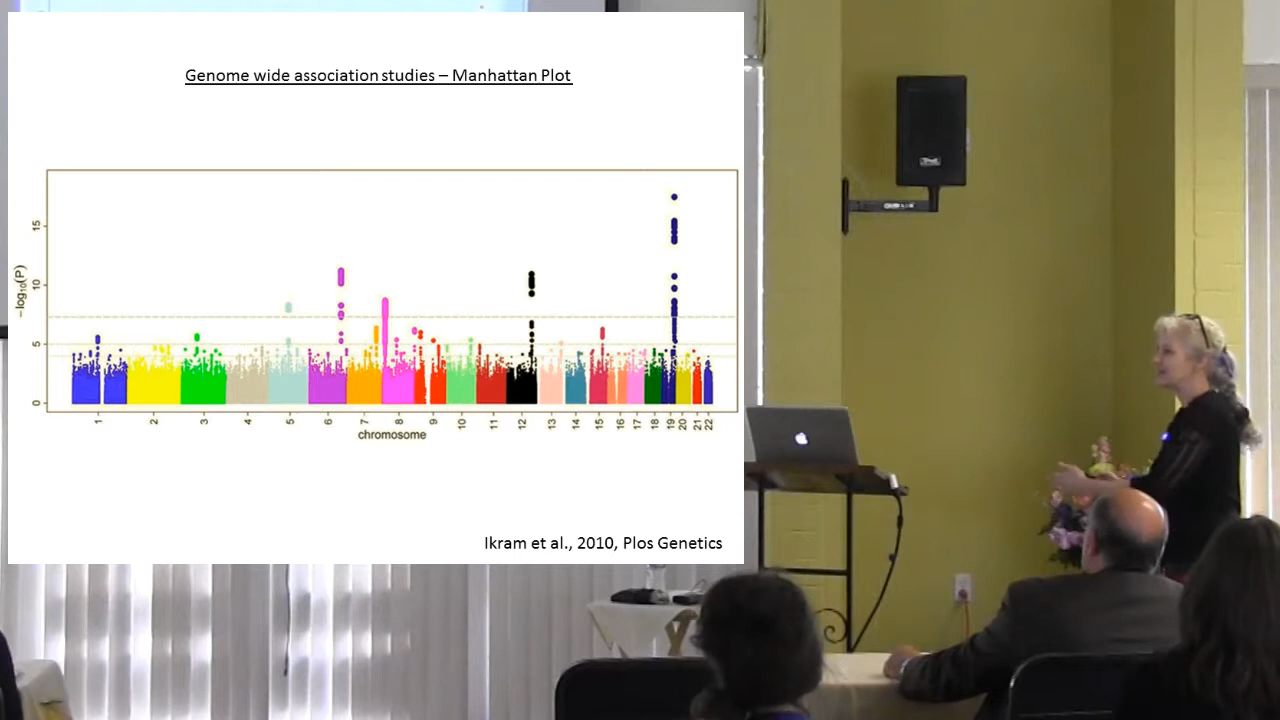 Genome wide association studies – Manhattan Plot
15
10
5
0
−log₁₀(P)
1 2 3 4 5 6 7 8 9 10 11 12 13 14 15 16 17 18 19 20 21 22
chromosome
Ikram et al., 2010, Plos Genetics